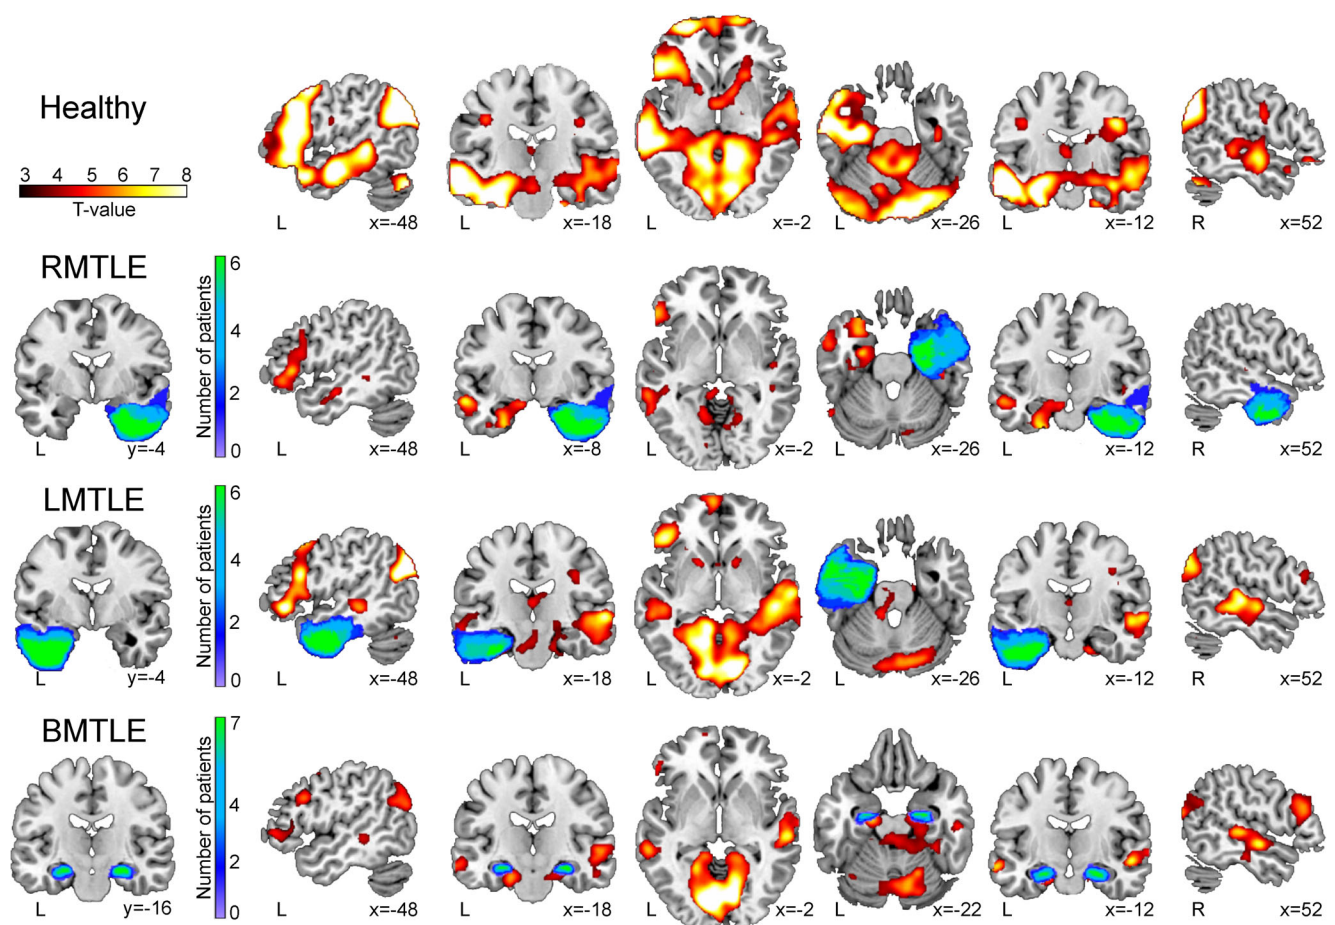 Healthy
3 4 5 6 7 8
T-value
L x=-48
L x=-18
L x=-2
L x=-26
L x=-12
R x=52
RMTLE
6
4
2
0
Number of patients
L y=-4
L x=-48
L x=-8
L x=-2
L x=-26
L x=-12
R x=52
LMTLE
6
4
2
0
Number of patients
L y=-4
L x=-48
L x=-18
L x=-2
L x=-26
L x=-12
R x=52
BMTLE
7
4
2
0
Number of patients
L y=-16
L x=-48
L x=-18
L x=-2
L x=-22
L x=-12
R x=52